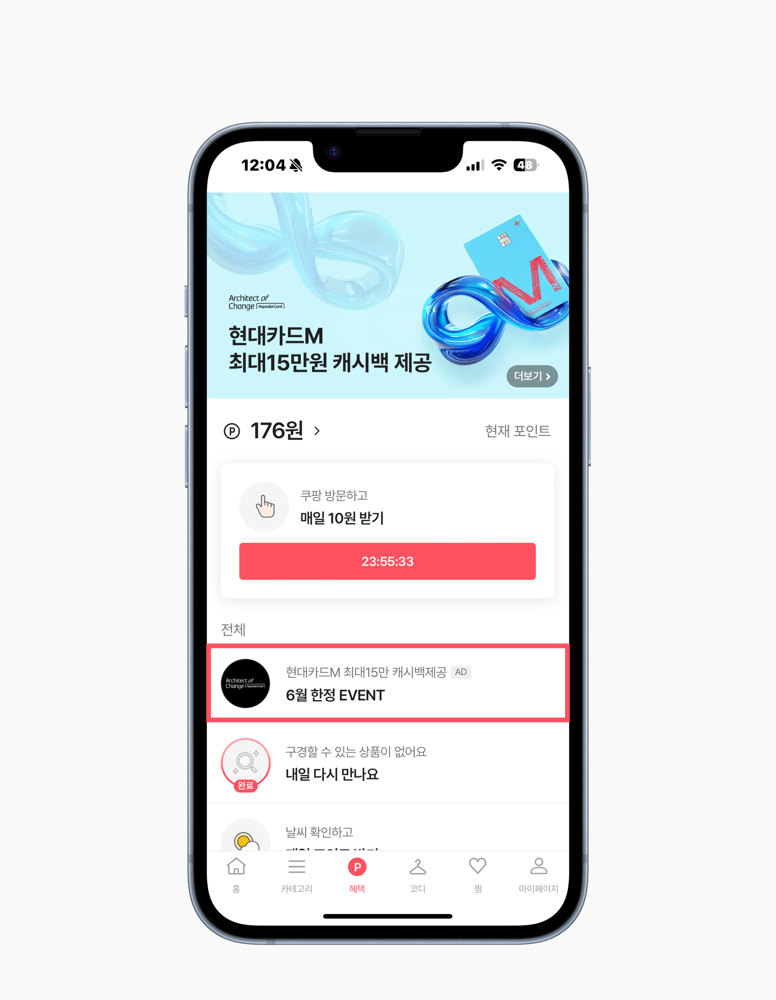 12:04
48
Architect of
Change Hyundai Card
현대카드M
최대15만원 캐시백 제공
더보기
P 176원
현재 포인트
쿠팡 방문하고
매일 10원 받기
23:55:33
전체
Architect of
Change Hyundai Card
현대카드M 최대15만 캐시백제공 AD
6월 한정 EVENT
구경할 수 있는 상품이 없어요
내일 다시 만나요
완료
날씨 확인하고
P
홈
카테고리
혜택
코디
찜
마이페이지